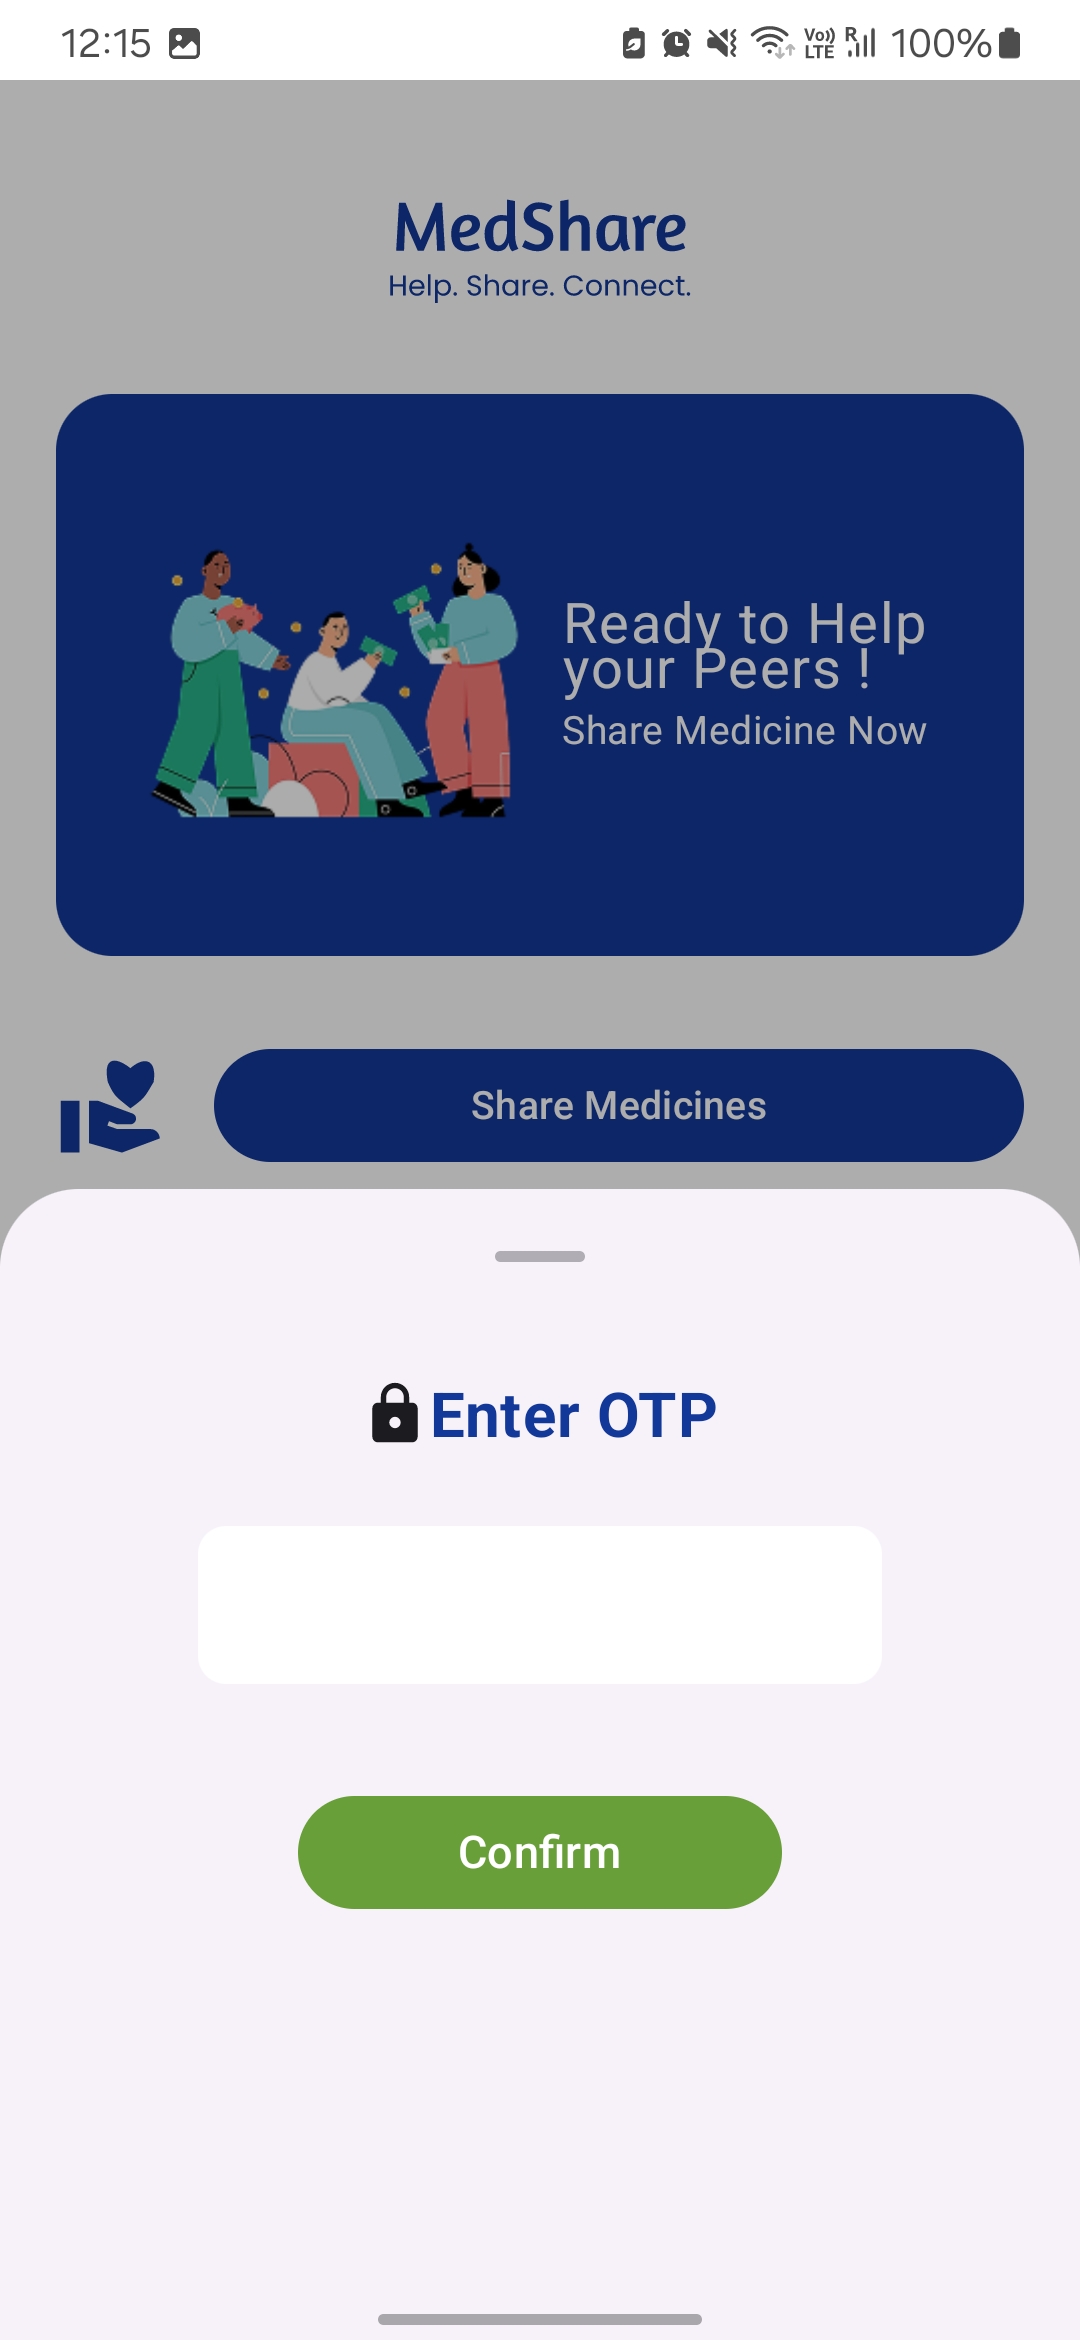 12:15
Vo))
LTE
R
100%
MedShare
Help. Share. Connect.
Ready to Help
your Peers !
Share Medicine Now
Share Medicines
Enter OTP
Confirm